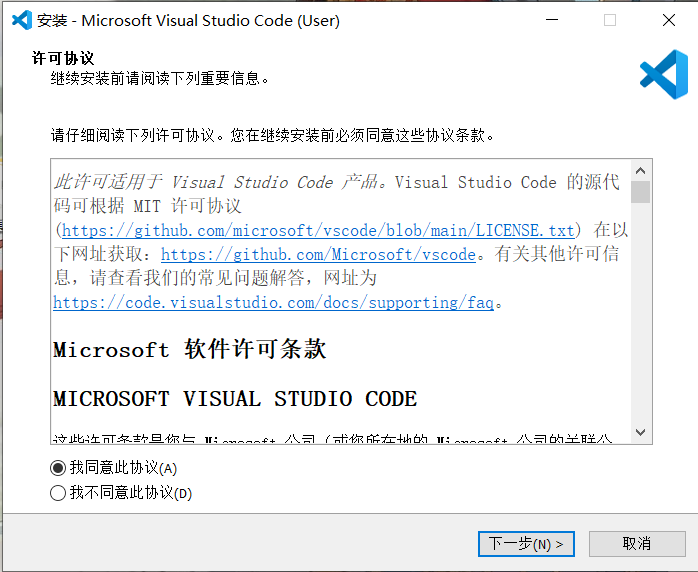 安装 - Microsoft Visual Studio Code (User)
许可协议
继续安装前请阅读下列重要信息。
请仔细阅读下列许可协议。您在继续安装前必须同意这些协议条款。
此许可适用于 Visual Studio Code 产品。Visual Studio Code 的源代
码可根据 MIT 许可协议
(https://github.com/microsoft/vscode/blob/main/LICENSE.txt) 在以
下网址获取：https://github.com/Microsoft/vscode。有关其他许可信
息，请查看我们的常见问题解答，网址为
https://code.visualstudio.com/docs/supporting/faq。
Microsoft 软件许可条款
MICROSOFT VISUAL STUDIO CODE
这些许可条款是您与 Microsoft 公司（或您所在地的 Microsoft 公司的关联公
我同意此协议(A)
我不同意此协议(D)
下一步(N) >
取消